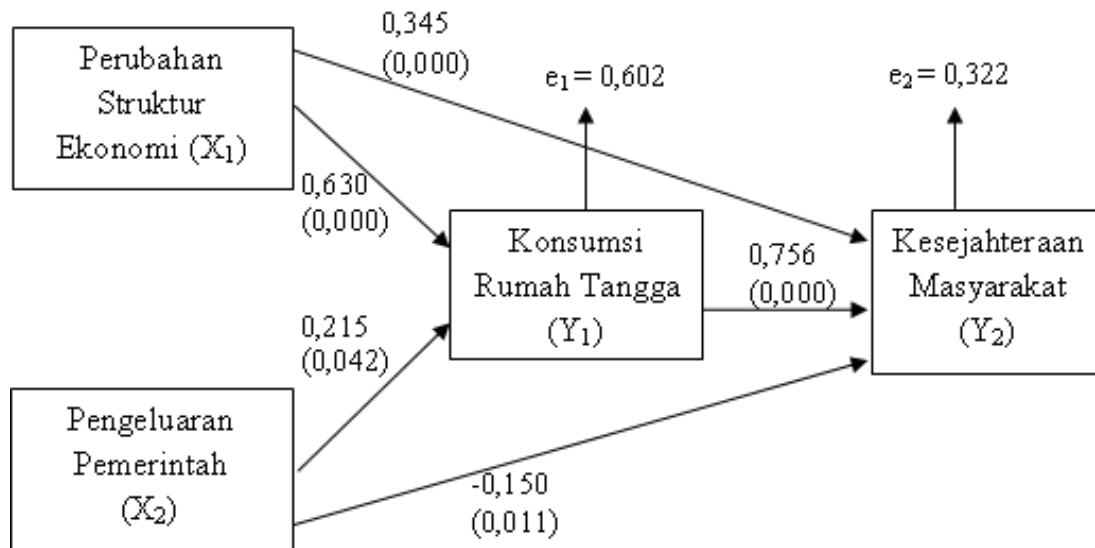 Perubahan
Struktur
Ekonomi (X₁)
0,345
(0,000)
e₁ = 0,602
e₂ = 0,322
0,630
(0,000)
Konsumsi
Rumah Tangga
(Y₁)
0,756
(0,000)
Kesejahteraan
Masyarakat
(Y₂)
0,215
(0,042)
Pengeluaran
Pemerintah
(X₂)
-0,150
(0,011)